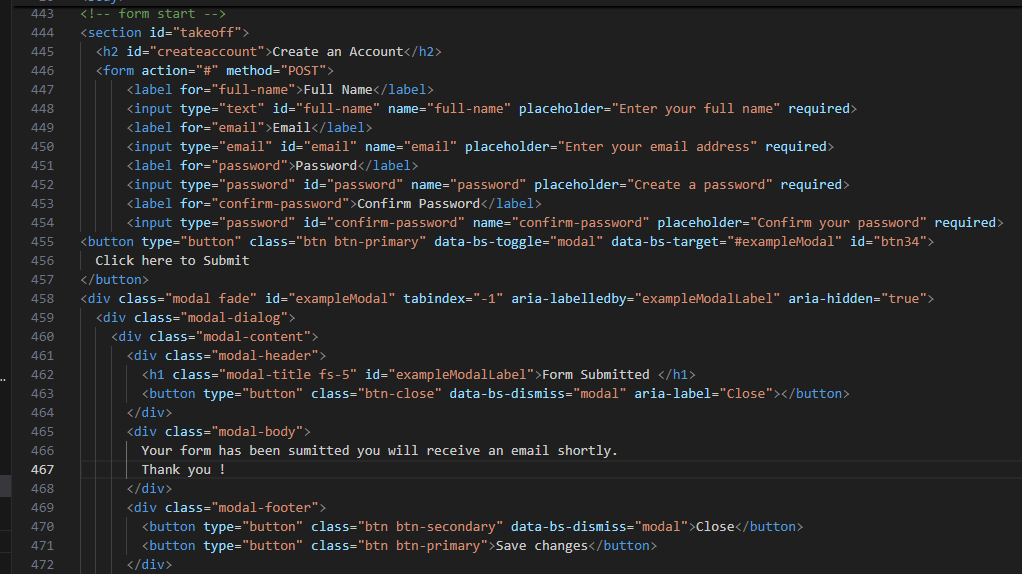 443 <!-- form start -->
444 <section id="takeoff">
445 <h2 id="createaccount">Create an Account</h2>
446 <form action="#" method="POST">
447 <label for="full-name">Full Name</label>
448 <input type="text" id="full-name" name="full-name" placeholder="Enter your full name" required>
449 <label for="email">Email</label>
450 <input type="email" id="email" name="email" placeholder="Enter your email address" required>
451 <label for="password">Password</label>
452 <input type="password" id="password" name="password" placeholder="Create a password" required>
453 <label for="confirm-password">Confirm Password</label>
454 <input type="password" id="confirm-password" name="confirm-password" placeholder="Confirm your password" required>
455 <button type="button" class="btn btn-primary" data-bs-toggle="modal" data-bs-target="#exampleModal" id="btn34">
456 Click here to Submit
457 </button>
458 <div class="modal fade" id="exampleModal" tabindex="-1" aria-labelledby="exampleModalLabel" aria-hidden="true">
459 <div class="modal-dialog">
460 <div class="modal-content">
461 <div class="modal-header">
462 <h1 class="modal-title fs-5" id="exampleModalLabel">Form Submitted </h1>
463 <button type="button" class="btn-close" data-bs-dismiss="modal" aria-label="Close"></button>
464 </div>
465 <div class="modal-body">
466 Your form has been sumitted you will receive an email shortly.
467 Thank you !
468 </div>
469 <div class="modal-footer">
470 <button type="button" class="btn btn-secondary" data-bs-dismiss="modal">Close</button>
471 <button type="button" class="btn btn-primary">Save changes</button>
472 </div>